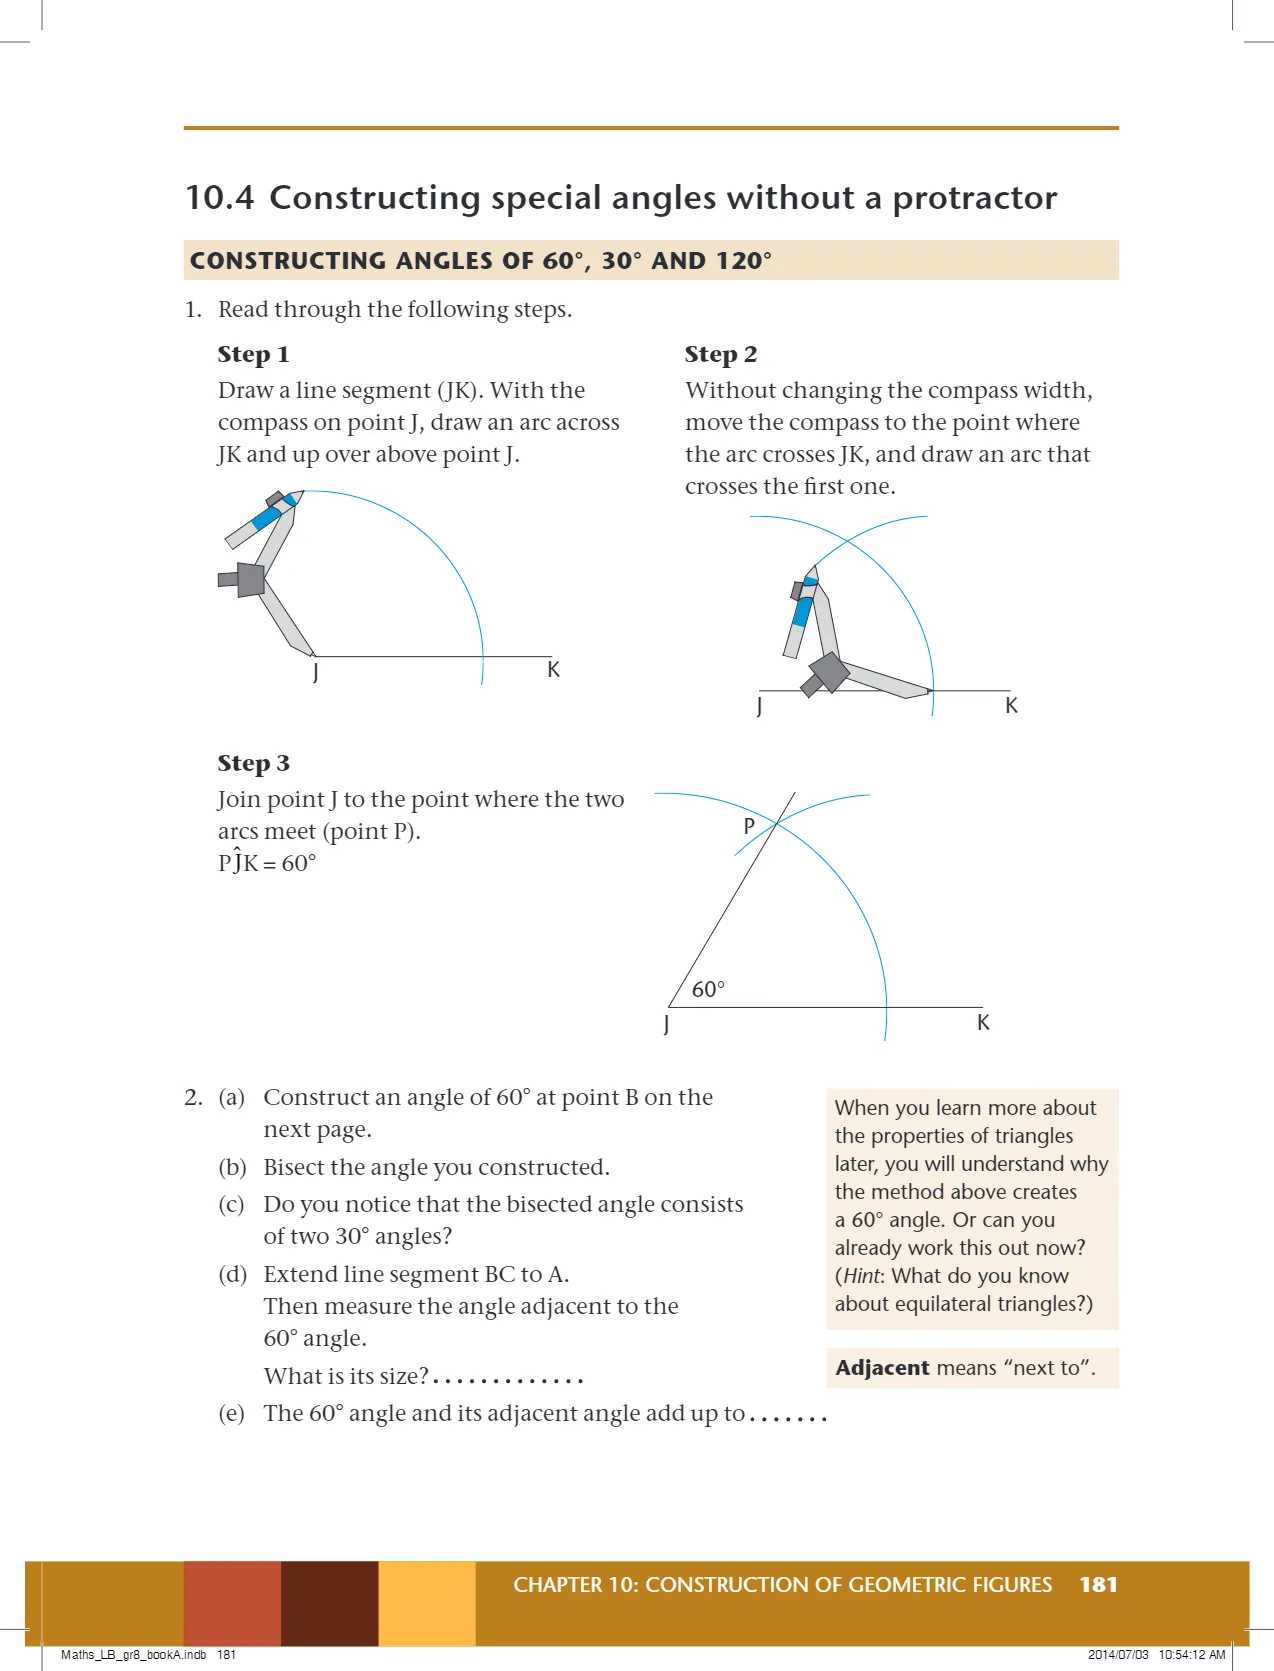 10.4 Constructing special angles without a protractor
CONSTRUCTING ANGLES OF 60°, 30° AND 120°
1. Read through the following steps.
Step 1
Draw a line segment (JK). With the
compass on point J, draw an arc across
JK and up over above point J.
J
K
Step 2
Without changing the compass width,
move the compass to the point where
the arc crosses JK, and draw an arc that
crosses the first one.
J
K
Step 3
Join point J to the point where the two
arcs meet (point P).
PĴK = 60°
P
60°
J
K
2. (a) Construct an angle of 60° at point B on the
next page.
(b) Bisect the angle you constructed.
(c) Do you notice that the bisected angle consists
of two 30° angles?
(d) Extend line segment BC to A.
Then measure the angle adjacent to the
60° angle.
What is its size? . . . . . . . . . . . . .
(e) The 60° angle and its adjacent angle add up to . . . . . . .
When you learn more about
the properties of triangles
later, you will understand why
the method above creates
a 60° angle. Or can you
already work this out now?
(Hint: What do you know
about equilateral triangles?)
Adjacent means “next to”.
CHAPTER 10: CONSTRUCTION OF GEOMETRIC FIGURES 181
Maths_LB_gr8_bookA.indb 181
2014/07/03 10:54:12 AM